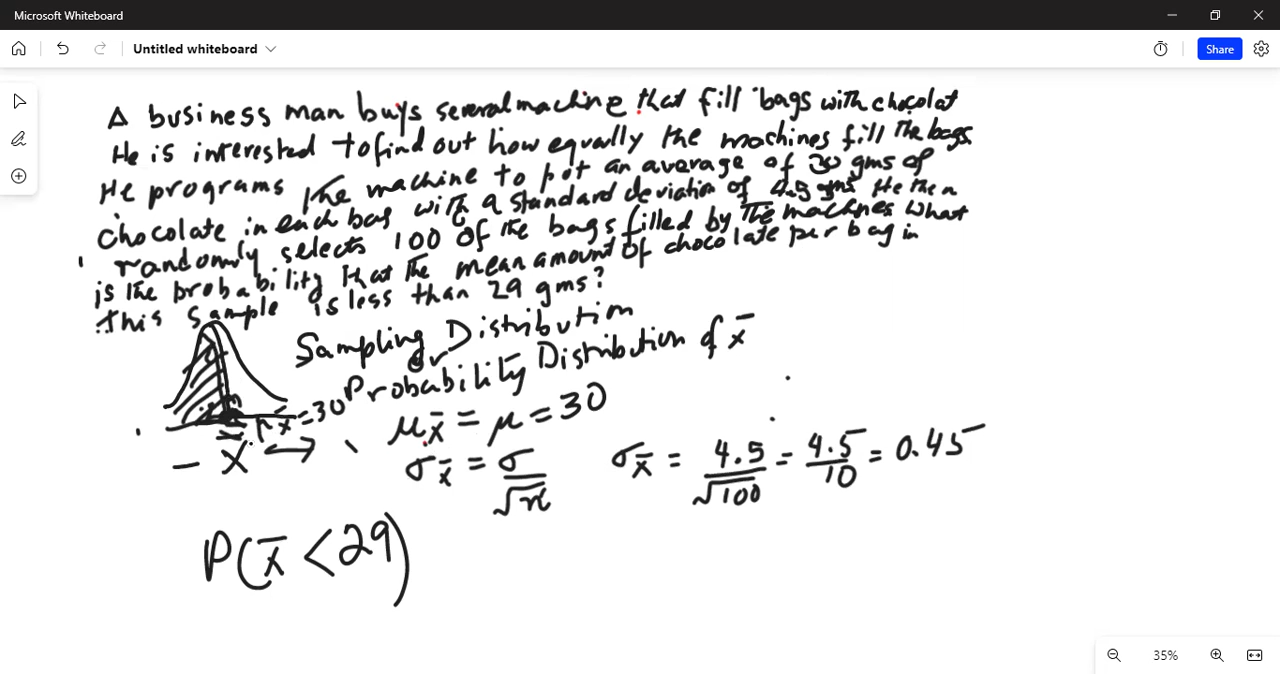 Microsoft Whiteboard
Untitled whiteboard
Share
A business man buys several machine that fill bags with chocolat
He is interested to find out how equally the machines fill the bags
He programs the machine to pot an average of 30 gms of
chocolate in each bag with a standard deviation of 4.5 gms He then
randomly selects 100 of the bags filled by the machnes what
is the probability that the mean amount of chocolate per bag in
this sample is less than 29 gms?
Sampling Distribution
or
Probability Distribution of x̄
μx̄ = 30
μx̄ = μ = 30
σx̄ = σ/√n σx̄ = 4.5/√100 = 4.5/10 = 0.45
P(x̄ < 29)
35%